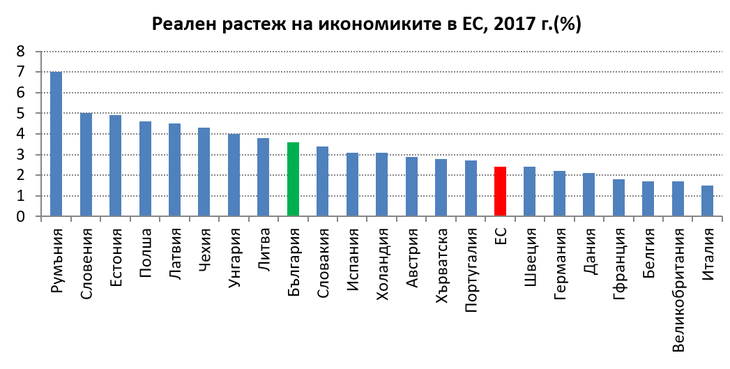 Реален растеж на икономиките в ЕС, 2017 г.(%)
8
7
6
5
4
3
2
1
0
Румъния
Словения
Естония
Полша
Латвия
Чехия
Унгария
Литва
България
Словакия
Испания
Холандия
Австрия
Хърватска
Португалия
ЕС
Швеция
Германия
Дания
Гфранция
Белгия
Великобритания
Италия